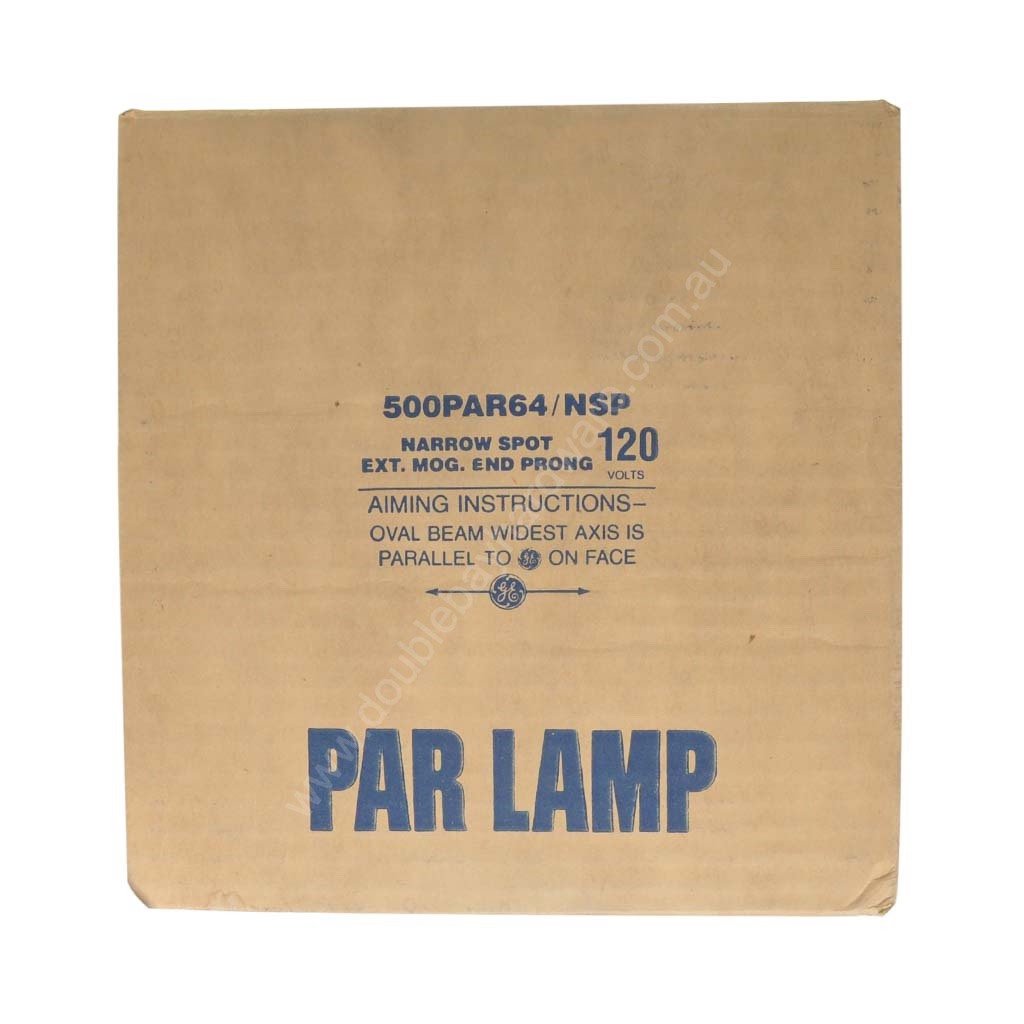 500PAR64/NSP
NARROW SPOT 120
EXT. MOG. END PRONG VOLTS
AIMING INSTRUCTIONS–
OVAL BEAM WIDEST AXIS IS
PARALLEL TO GE ON FACE
GE
PAR LAMP
www.doublebayhardware.com.au